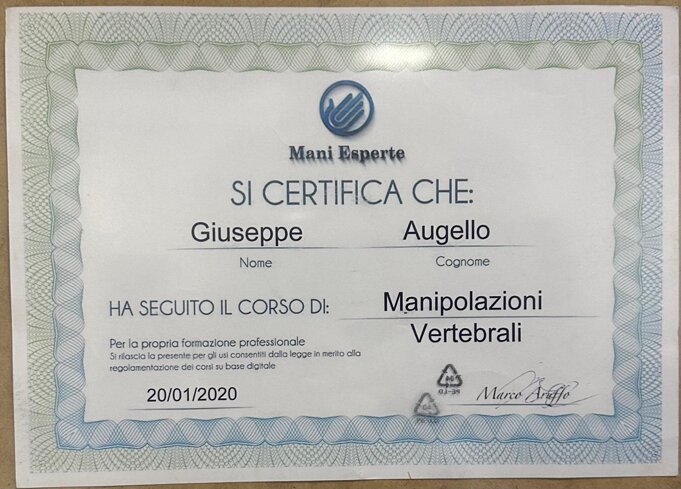 Mani Esperte
SI CERTIFICA CHE:
Giuseppe Augello
Nome Cognome
HA SEGUITO IL CORSO DI: Manipolazioni
Vertebrali
Per la propria formazione professionale
Si rilascia la presente per gli usi consentiti dalla legge in merito alla
regolamentazione dei corsi su base digitale
20/01/2020
Marco Aruffo